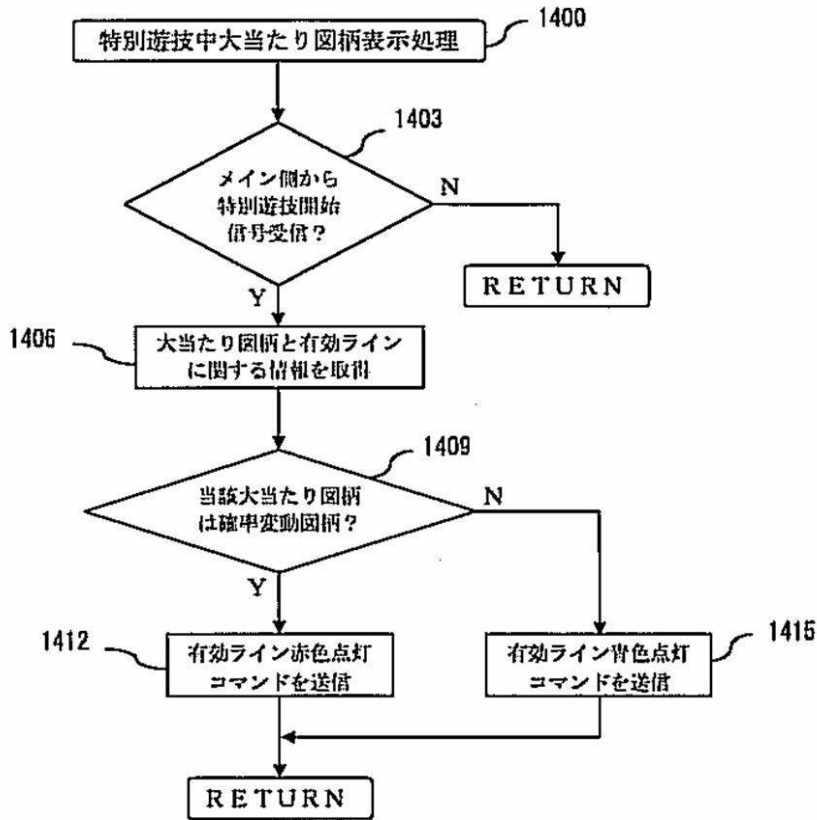 特別遊技中大当たり図柄表示処理
1400
1403
メイン側から
特別遊技開始
信号受信?
N
RETURN
Y
1406
大当たり図柄と有効ライン
に関する情報を取得
1409
当該大当たり図柄
は確率変動図柄?
N
Y
1412
有効ライン赤色点灯
コマンドを送信
1415
有効ライン青色点灯
コマンドを送信
RETURN